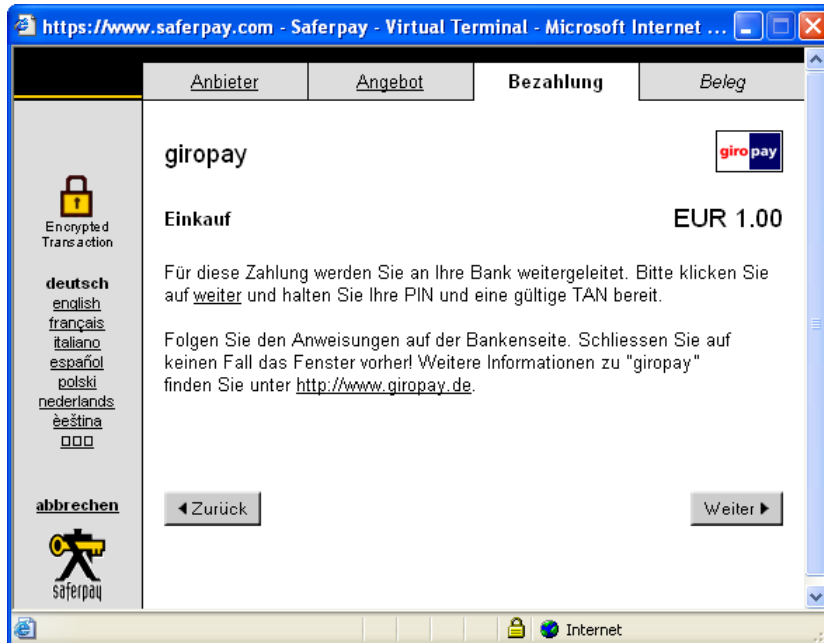 https://www.saferpay.com - Saferpay - Virtual Terminal - Microsoft Internet ...
Anbieter
Angebot
Bezahlung
Beleg
giropay
giro pay
Encrypted
Transaction
Einkauf
EUR 1.00
deutsch
english
français
italiano
español
polski
nederlands
èeština
Für diese Zahlung werden Sie an Ihre Bank weitergeleitet. Bitte klicken Sie
auf weiter und halten Sie Ihre PIN und eine gültige TAN bereit.
Folgen Sie den Anweisungen auf der Bankenseite. Schliessen Sie auf
keinen Fall das Fenster vorher! Weitere Informationen zu "giropay"
finden Sie unter http://www.giropay.de.
abbrechen
saferpay
Zurück
Weiter
Internet